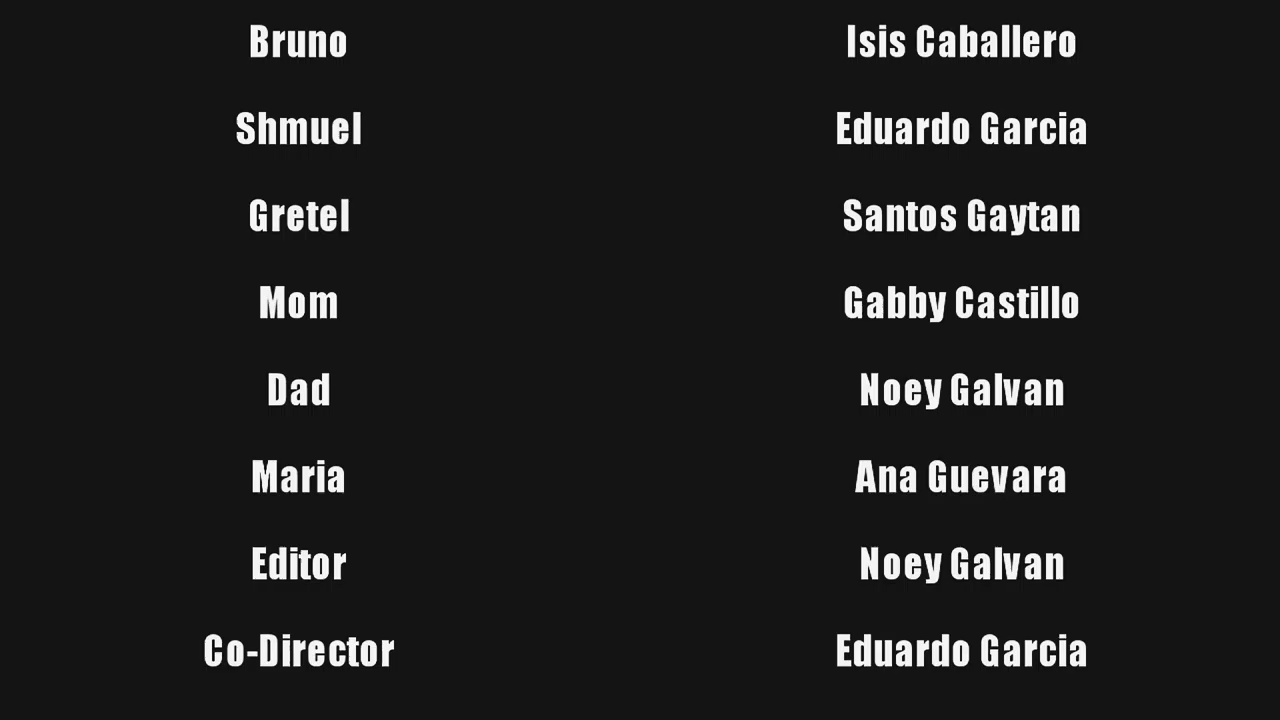 Bruno Isis Caballero
Shmuel Eduardo Garcia
Gretel Santos Gaytan
Mom Gabby Castillo
Dad Noey Galvan
Maria Ana Guevara
Editor Noey Galvan
Co-Director Eduardo Garcia